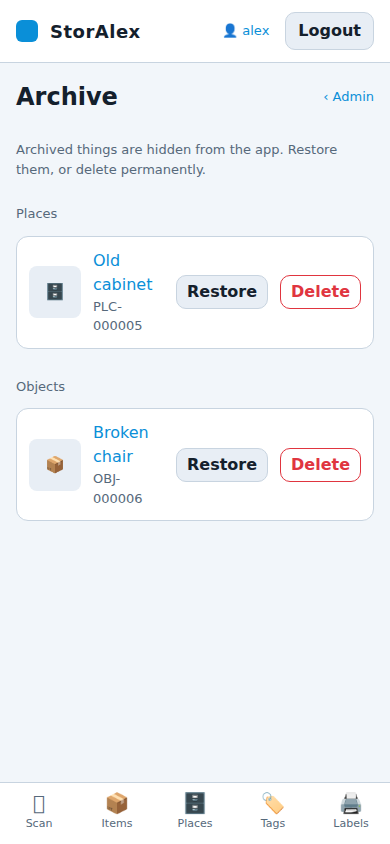 StorAlex
alex
Logout
Archive
‹ Admin
Archived things are hidden from the app. Restore
them, or delete permanently.
Places
Old
cabinet
PLC-
000005
Restore
Delete
Objects
Broken
chair
OBJ-
000006
Restore
Delete
Scan
Items
Places
Tags
Labels